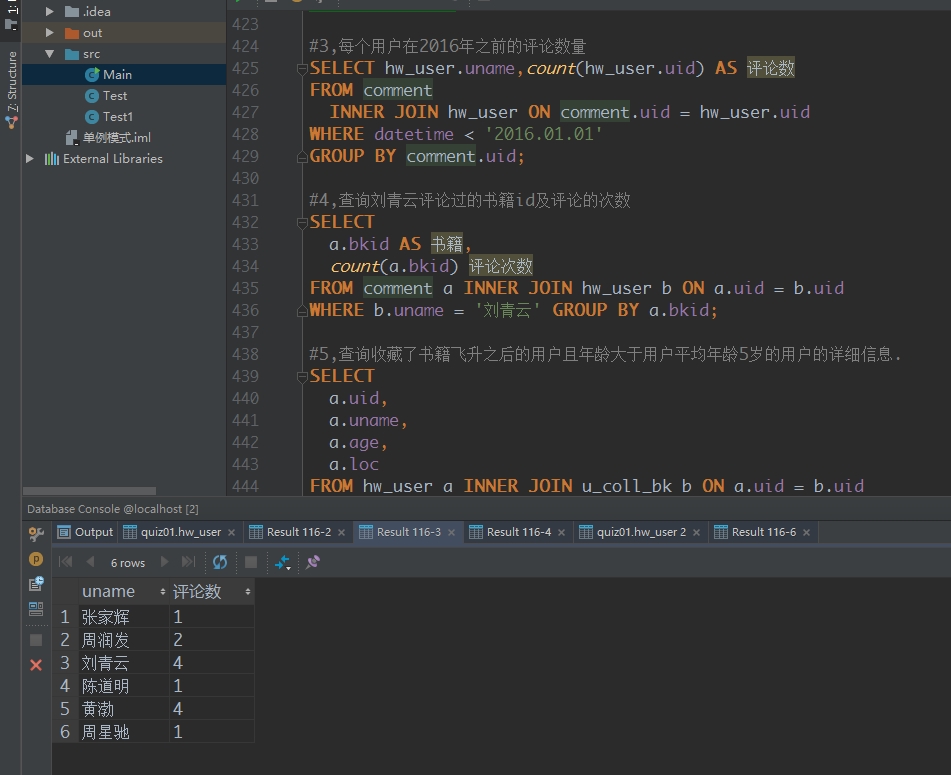 1:
7: Structure
.idea
out
src
Main
Test
Test1
单例模式.iml
External Libraries
423
424 #3,每个用户在2016年之前的评论数量
425 SELECT hw_user.uname,count(hw_user.uid) AS 评论数
426 FROM comment
427 INNER JOIN hw_user ON comment.uid = hw_user.uid
428 WHERE datetime < '2016.01.01'
429 GROUP BY comment.uid;
430
431 #4,查询刘青云评论过的书籍id及评论的次数
432 SELECT
433 a.bkid AS 书籍,
434 count(a.bkid) 评论次数
435 FROM comment a INNER JOIN hw_user b ON a.uid = b.uid
436 WHERE b.uname = '刘青云' GROUP BY a.bkid;
437
438 #5,查询收藏了书籍飞升之后的用户且年龄大于用户平均年龄5岁的用户的详细信息.
439 SELECT
440 a.uid,
441 a.uname,
442 a.age,
443 a.loc
444 FROM hw_user a INNER JOIN u_coll_bk b ON a.uid = b.uid
Database Console @localhost [2]
Output quiz01.hw_user Result 116-2 Result 116-3 Result 116-4 quiz01.hw_user 2 Result 116-6
6 rows
uname 评论数
1 张家辉 1
2 周润发 2
3 刘青云 4
4 陈道明 1
5 黄渤 4
6 周星驰 1